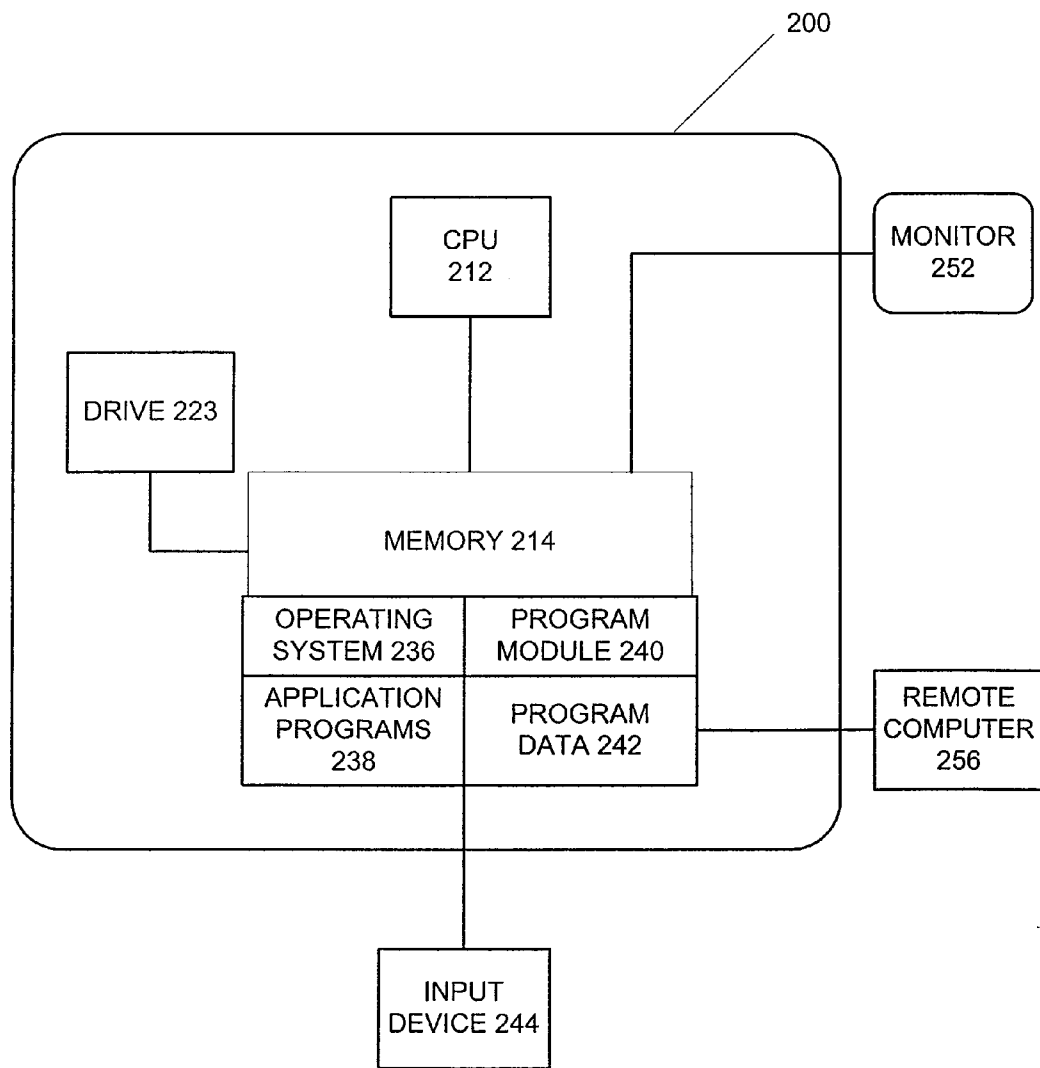 200
CPU
212
MONITOR
252
DRIVE 223
MEMORY 214
OPERATING
SYSTEM 236
PROGRAM
MODULE 240
APPLICATION
PROGRAMS
238
PROGRAM
DATA 242
REMOTE
COMPUTER
256
INPUT
DEVICE 244